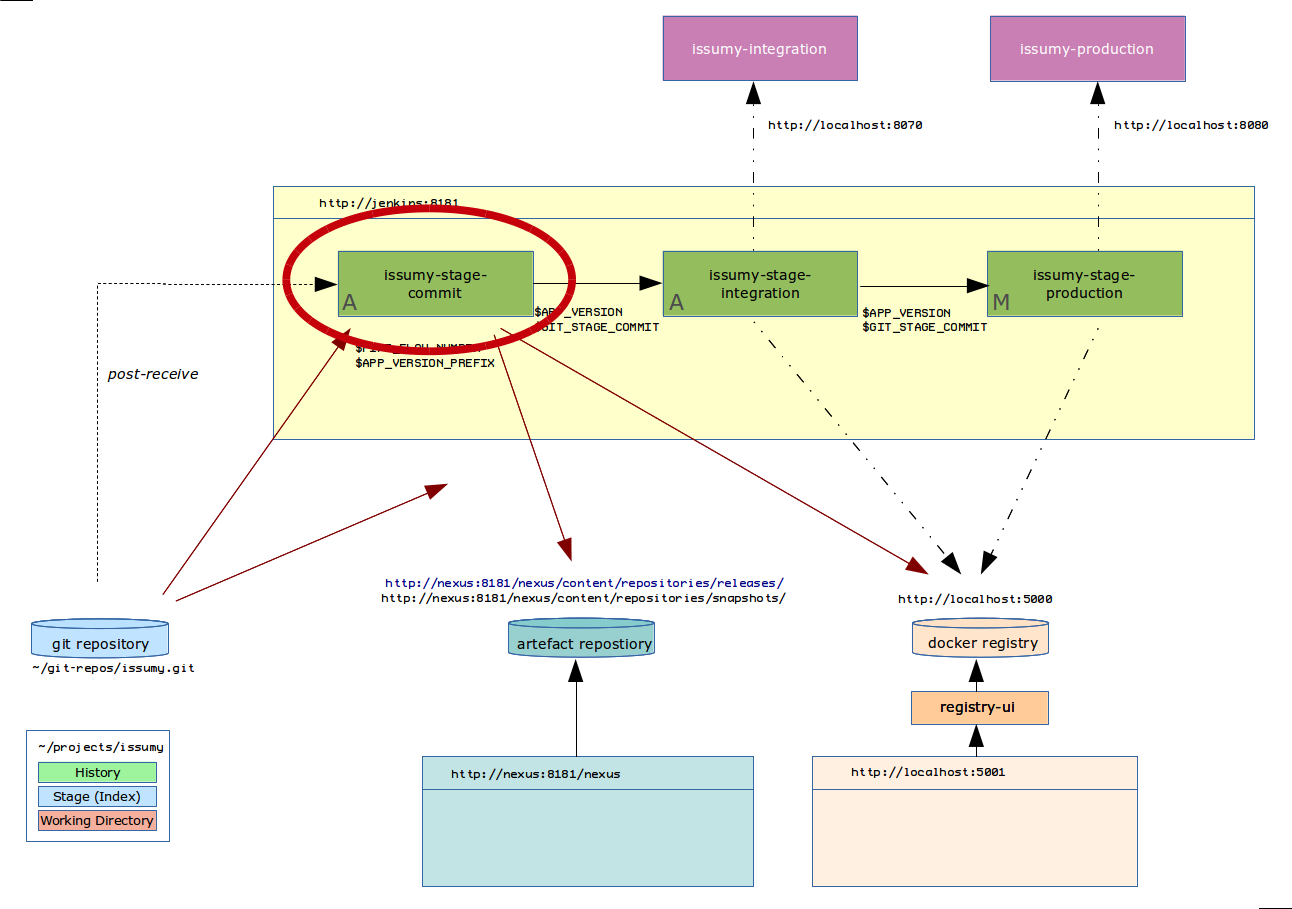 issumy-integration
issumy-production
http://localhost:8070
http://localhost:8080
http://jenkins:8181
issumy-stage-
commit
A
issumy-stage-
integration
A
issumy-stage-
production
M
$APP_VERSION
$GIT_STAGE_COMMIT
$APP_VERSION
$GIT_STAGE_COMMIT
$APP_VERSION_PREFIX
post-receive
http://nexus:8181/nexus/content/repositories/releases/
http://nexus:8181/nexus/content/repositories/snapshots/
http://localhost:5000
git repository
~/git-repos/issumy.git
artefact repostiory
docker registry
registry-ui
~/projects/issumy
History
Stage (Index)
Working Directory
http://nexus:8181/nexus
http://localhost:5001